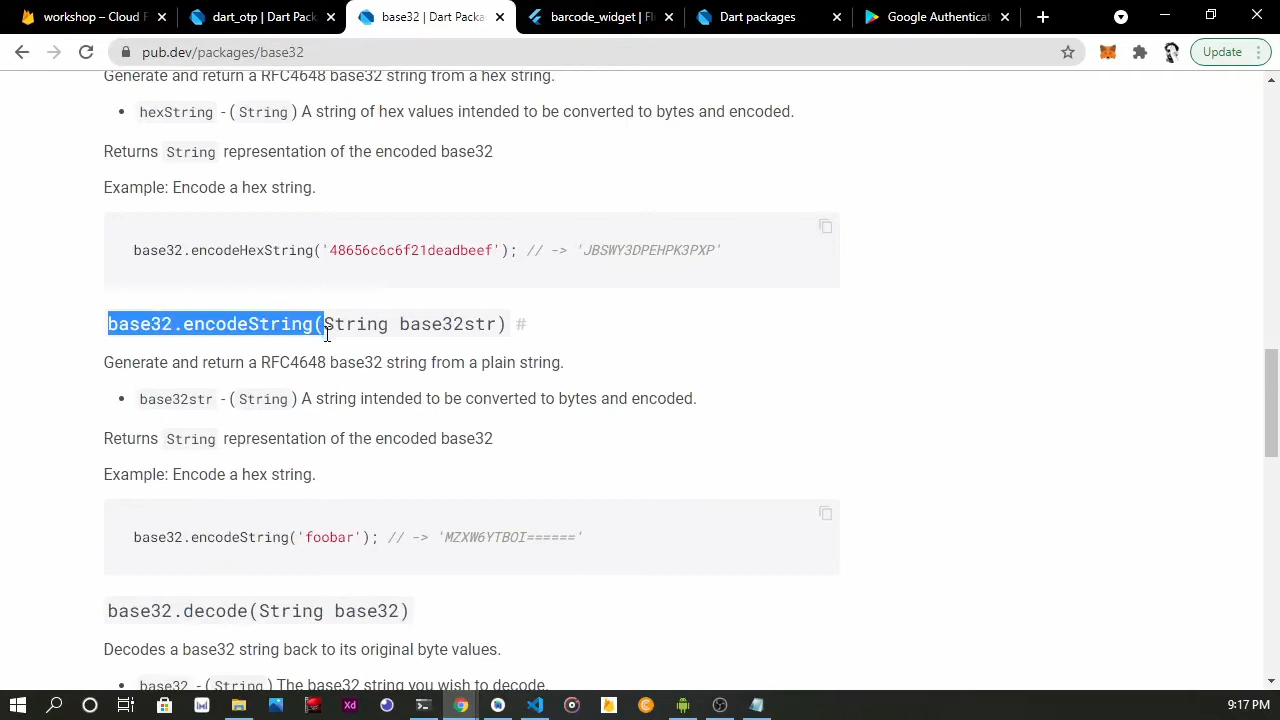 workshop – Cloud F
dart_otp | Dart Pack
base32 | Dart Packa
barcode_widget | Fl
Dart packages
Google Authenticat
pub.dev/packages/base32
Update
Generate and return a RFC4648 base32 string from a hex string.
• hexString - ( String ) A string of hex values intended to be converted to bytes and encoded.
Returns String representation of the encoded base32
Example: Encode a hex string.
base32.encodeHexString('48656c6c6f21deadbeef'); // -> 'JBSWY3DPEHPK3PXP'
base32.encodeString(String base32str) #
Generate and return a RFC4648 base32 string from a plain string.
• base32str - ( String ) A string intended to be converted to bytes and encoded.
Returns String representation of the encoded base32
Example: Encode a hex string.
base32.encodeString('foobar'); // -> 'MZXW6YTBOI======'
base32.decode(String base32)
Decodes a base32 string back to its original byte values.
• base32 - ( String ) The base32 string you wish to decode.
Xd
9:17 PM